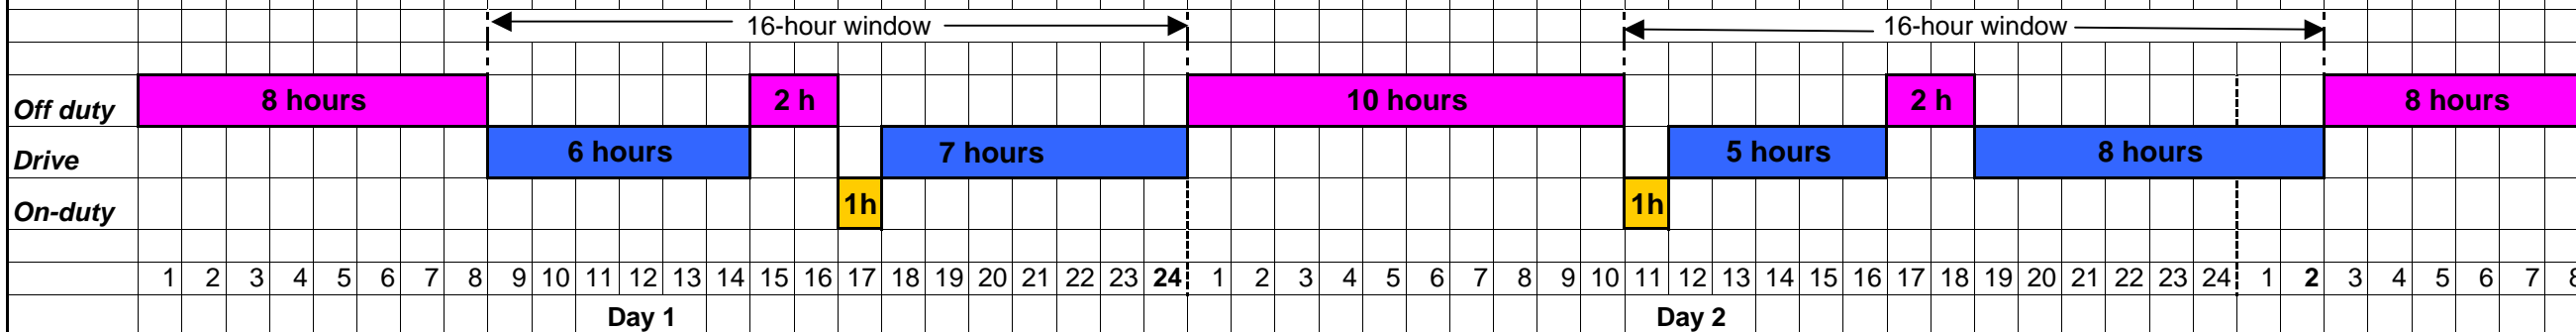 16-hour window 16-hour window
Off duty 8 hours 2 h 10 hours 2 h 8 hours
Drive 6 hours 7 hours 5 hours 8 hours
On-duty 1h 1h
1 2 3 4 5 6 7 8 9 10 11 12 13 14 15 16 17 18 19 20 21 22 23 24 1 2 3 4 5 6 7 8 9 10 11 12 13 14 15 16 17 18 19 20 21 22 23 24 1 2 3 4 5 6 7 8
Day 1 Day 2